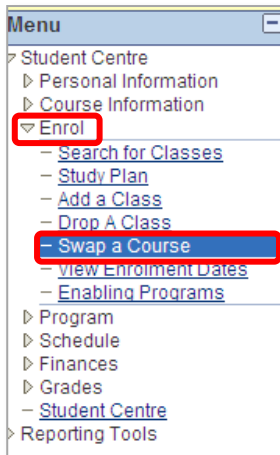 Menu
Student Centre
Personal Information
Course Information
Enrol
Search for Classes
Study Plan
Add a Class
Drop A Class
Swap a Course
View Enrolment Dates
Enabling Programs
Program
Schedule
Finances
Grades
Student Centre
Reporting Tools